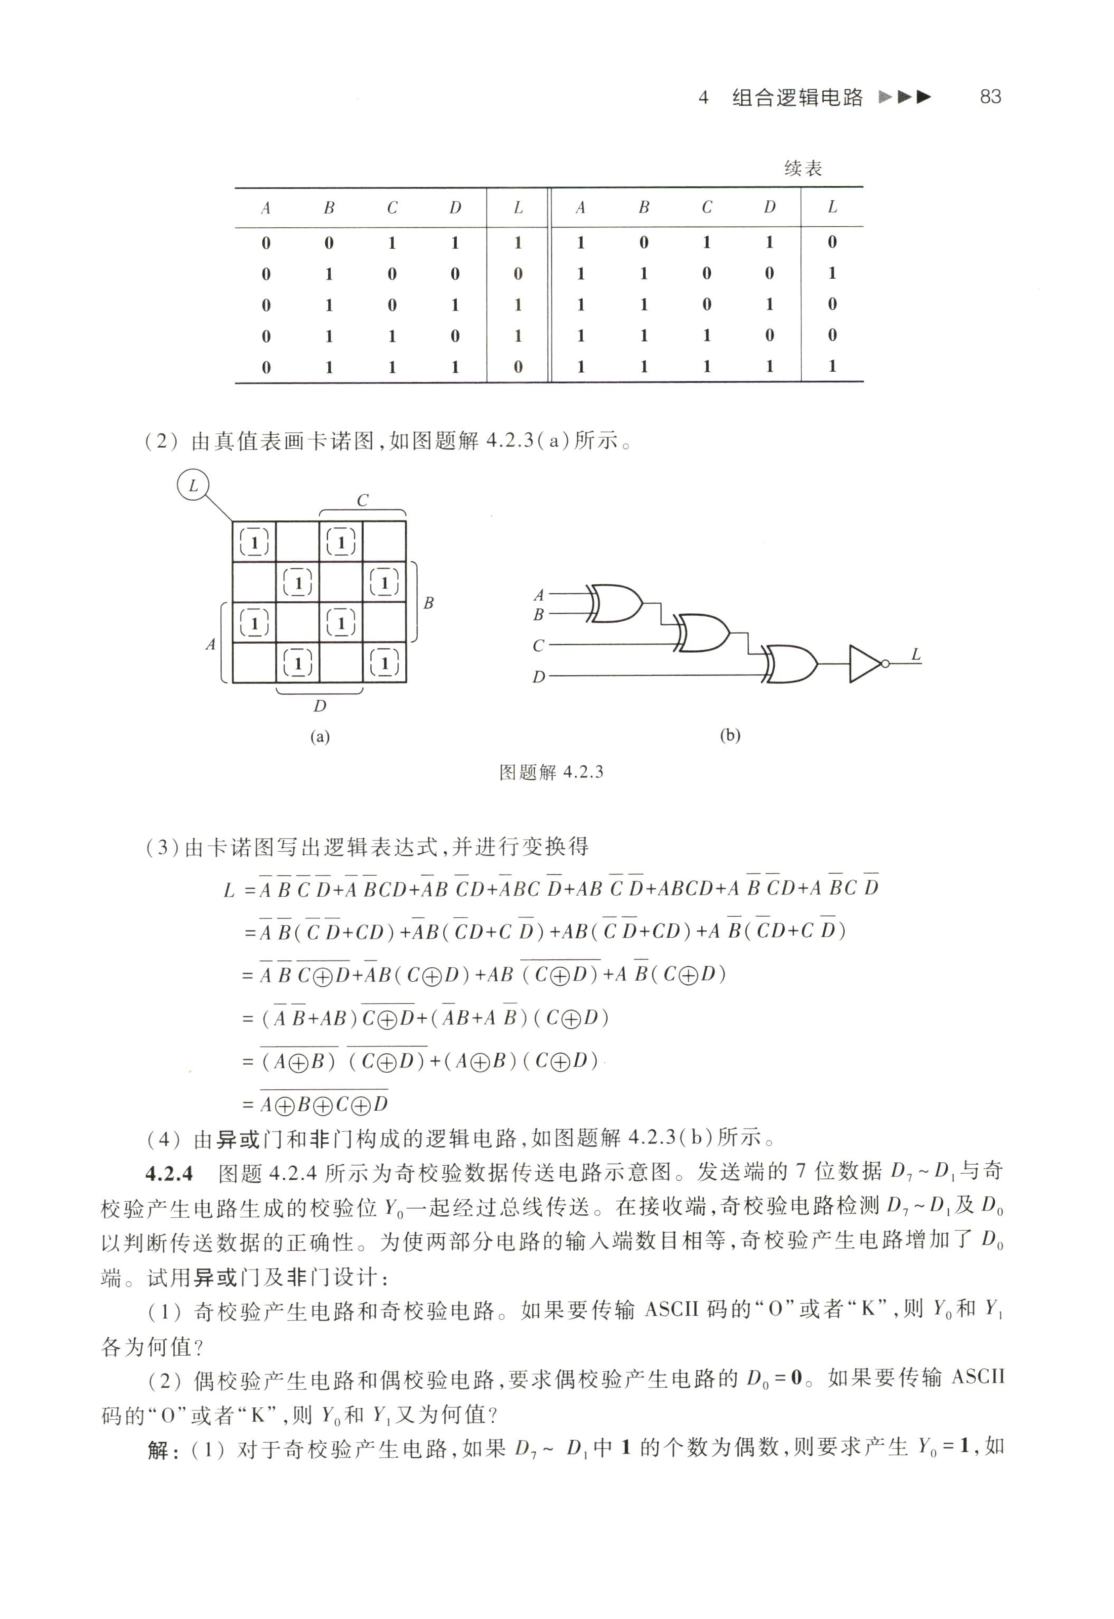 4 组合逻辑电路 ▶▶▶ 83
续表
A B C D L A B C D L
0 0 1 1 1 1 0 1 1 0
0 1 0 0 0 1 1 0 0 1
0 1 0 1 1 1 1 0 1 0
0 1 1 0 1 1 1 1 0 0
0 1 1 1 0 1 1 1 1 1
(2) 由真值表画卡诺图,如图题解 4.2.3(a)所示。
L
C
1 1
1 1
B
1 1
A
1 1
D
(a)
A
B
C
D
L
(b)
图题解 4.2.3
(3)由卡诺图写出逻辑表达式,并进行变换得
L =A̅ B̅ C̅ D̅+A̅ B̅CD+A̅B C̅D+A̅BC D̅+AB C̅ D̅+ABCD+A B̅ C̅D+A B̅C D̅
=A̅ B̅(C̅ D̅+CD)+A̅B(C̅D+C D̅)+AB(C̅ D̅+CD)+A B̅(C̅D+C D̅)
=A̅ B̅ \overline{C⊕D}+A̅B(C⊕D)+AB \overline{(C⊕D)}+A B̅(C⊕D)
=(A̅ B̅+AB)\overline{C⊕D}+(A̅B+A B̅)(C⊕D)
=\overline{(A⊕B)} \overline{(C⊕D)}+(A⊕B)(C⊕D)
=\overline{A⊕B⊕C⊕D}
(4) 由异或门和非门构成的逻辑电路,如图题解 4.2.3(b)所示。
4.2.4 图题 4.2.4 所示为奇校验数据传送电路示意图。发送端的 7 位数据 D₇~D₁与奇
校验产生电路生成的校验位 Y₀一起经过总线传送。在接收端,奇校验电路检测 D₇~D₁及 D₀
以判断传送数据的正确性。为使两部分电路的输入端数目相等,奇校验产生电路增加了 D₀
端。试用异或门及非门设计:
(1) 奇校验产生电路和奇校验电路。如果要传输 ASCII 码的“O”或者“K”,则 Y₀和 Y₁
各为何值?
(2) 偶校验产生电路和偶校验电路,要求偶校验产生电路的 D₀=0。如果要传输 ASCII
码的“O”或者“K”,则 Y₀和 Y₁又为何值?
解:(1) 对于奇校验产生电路,如果 D₇~ D₁中 1 的个数为偶数,则要求产生 Y₀=1,如